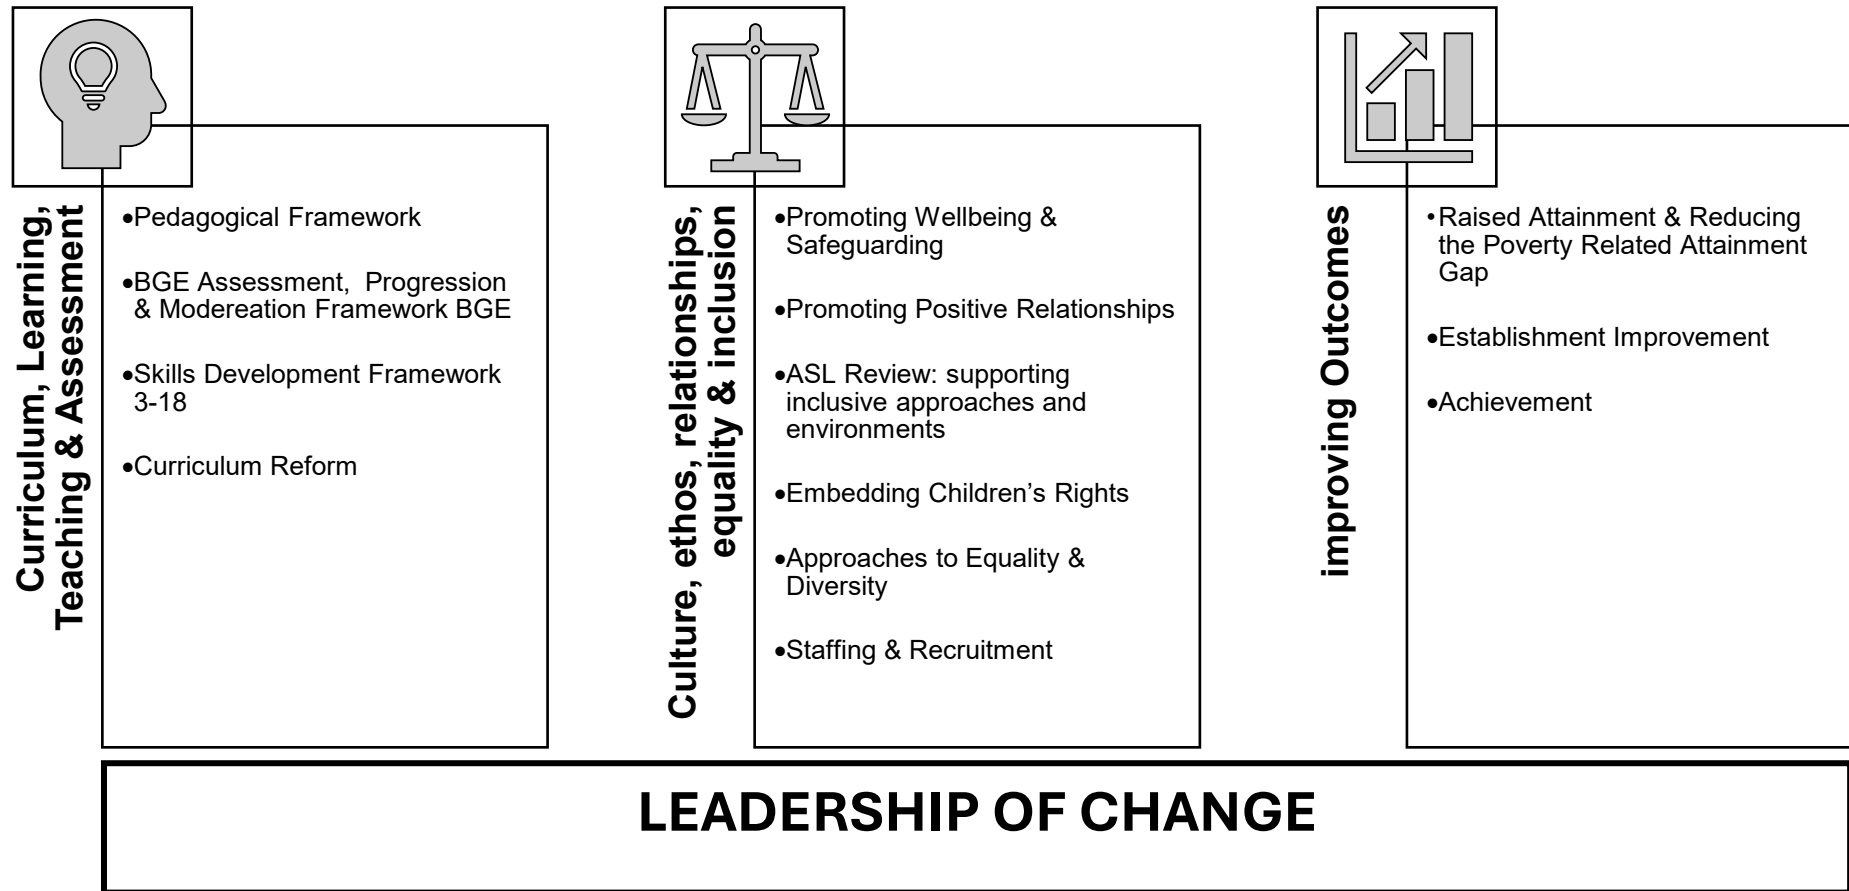 Curriculum, Learning,
Teaching & Assessment
•Pedagogical Framework
•BGE Assessment, Progression
& Modereation Framework BGE
•Skills Development Framework
3-18
•Curriculum Reform
Culture, ethos, relationships,
equality & inclusion
•Promoting Wellbeing &
Safeguarding
•Promoting Positive Relationships
•ASL Review: supporting
inclusive approaches and
environments
•Embedding Children’s Rights
•Approaches to Equality &
Diversity
•Staffing & Recruitment
improving Outcomes
•Raised Attainment & Reducing
the Poverty Related Attainment
Gap
•Establishment Improvement
•Achievement
LEADERSHIP OF CHANGE